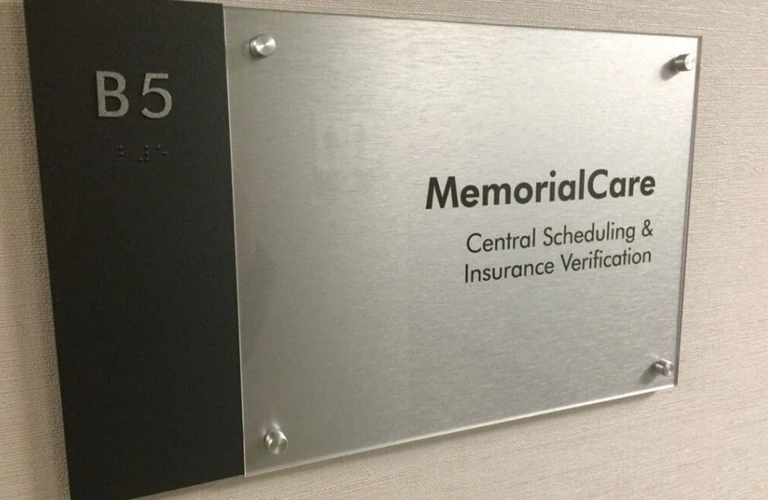 B5
MemorialCare
Central Scheduling &
Insurance Verification